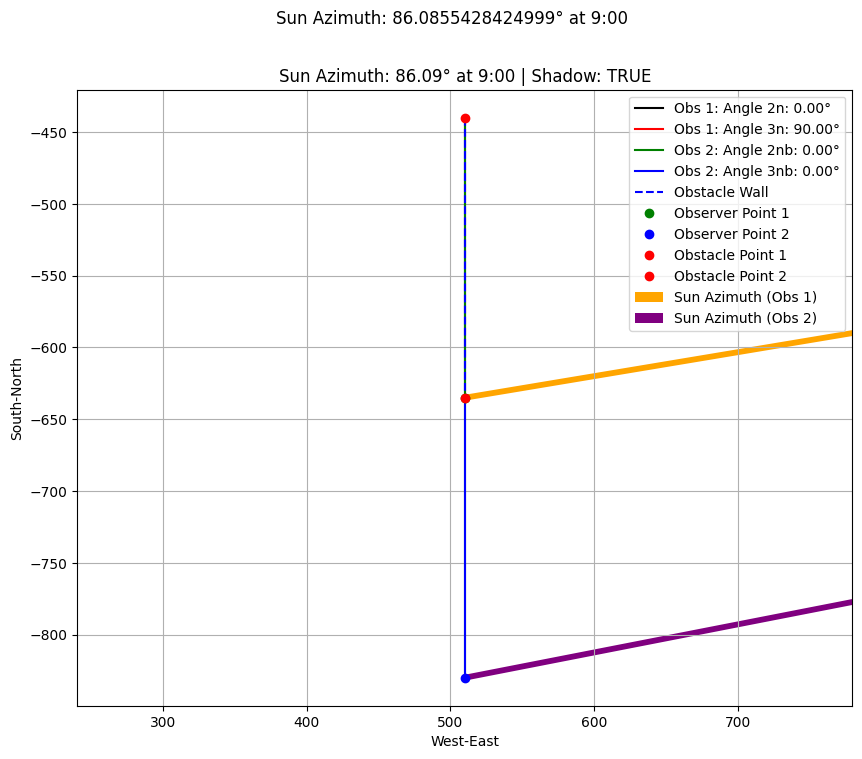 Sun Azimuth: 86.0855428424999° at 9:00
Sun Azimuth: 86.09° at 9:00 | Shadow: TRUE
Obs 1: Angle 2n: 0.00°
Obs 1: Angle 3n: 90.00°
Obs 2: Angle 2nb: 0.00°
Obs 2: Angle 3nb: 0.00°
Obstacle Wall
Observer Point 1
Observer Point 2
Obstacle Point 1
Obstacle Point 2
Sun Azimuth (Obs 1)
Sun Azimuth (Obs 2)
South-North
−450
−500
−550
−600
−650
−700
−750
−800
300
400
500
600
700
West-East